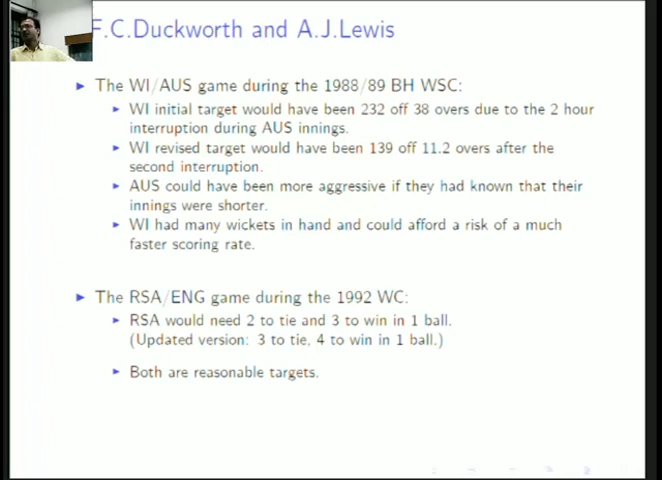 F.C.Duckworth and A.J.Lewis
The WI/AUS game during the 1988/89 BH WSC:
WI initial target would have been 232 off 38 overs due to the 2 hour
interruption during AUS innings.
WI revised target would have been 139 off 11.2 overs after the
second interruption.
AUS could have been more aggressive if they had known that their
innings were shorter.
WI had many wickets in hand and could afford a risk of a much
faster scoring rate.
The RSA/ENG game during the 1992 WC:
RSA would need 2 to tie and 3 to win in 1 ball.
(Updated version: 3 to tie, 4 to win in 1 ball.)
Both are reasonable targets.